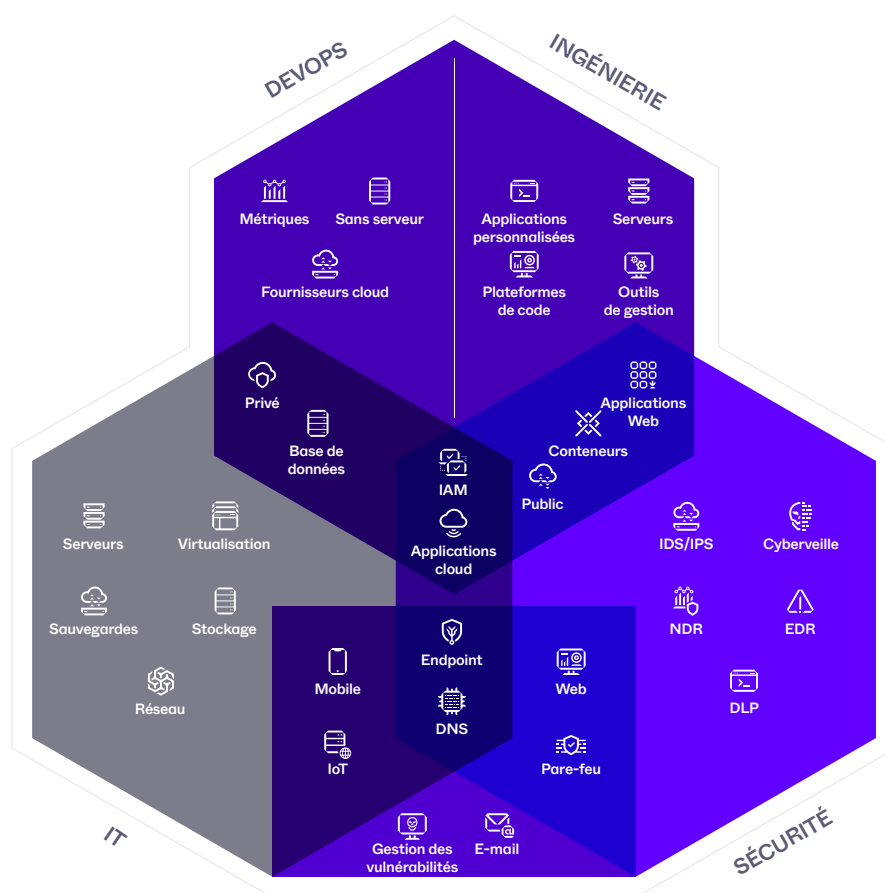 DEVOPS
INGÉNIERIE
Métriques
Sans serveur
Applications
personnalisées
Serveurs
Fournisseurs cloud
Plateformes
de code
Outils
de gestion
Privé
Base de
données
Applications
Web
Conteneurs
Public
IAM
Applications
cloud
Serveurs
Virtualisation
Sauvegardes
Stockage
Réseau
IDS/IPS
Cyberveille
NDR
EDR
DLP
Endpoint
DNS
Mobile
IoT
Web
Pare-feu
Gestion des
vulnérabilités
E-mail
IT
SÉCURITÉ